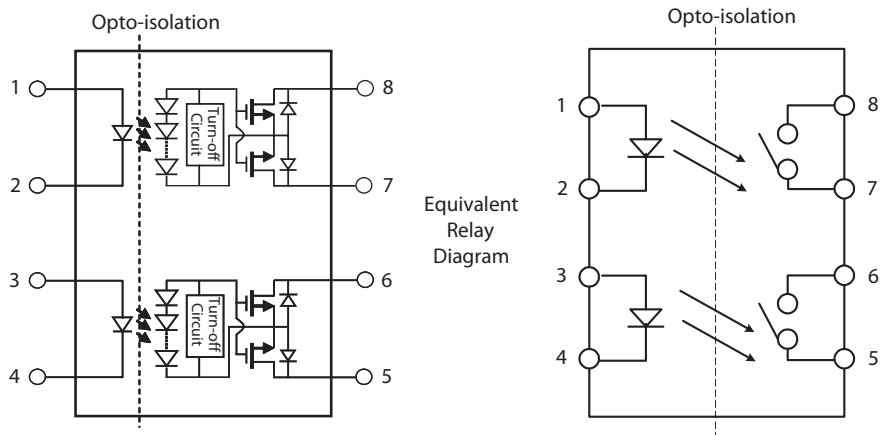 Opto-isolation
1
8
Turn-off
Circuit
2
7
3
6
Turn-off
Circuit
4
5
Equivalent
Relay
Diagram
Opto-isolation
1
8
2
7
3
6
4
5